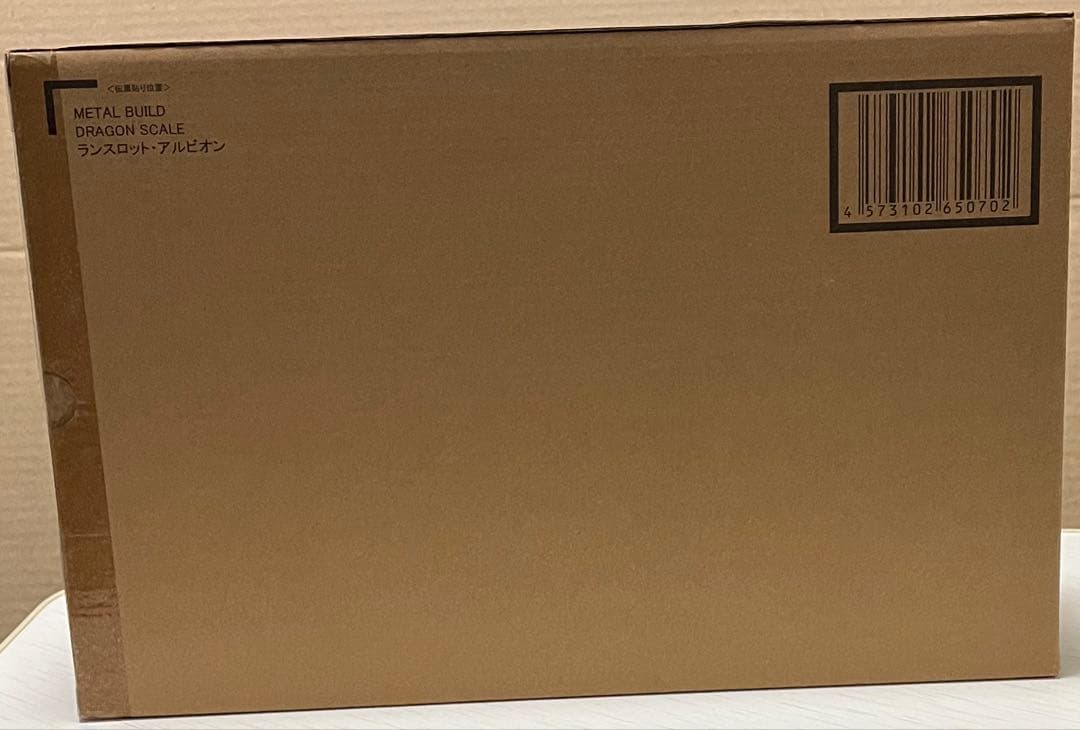 <伝票貼り位置>
METAL BUILD
DRAGON SCALE
ランスロット・アルビオン
4 573102 650702